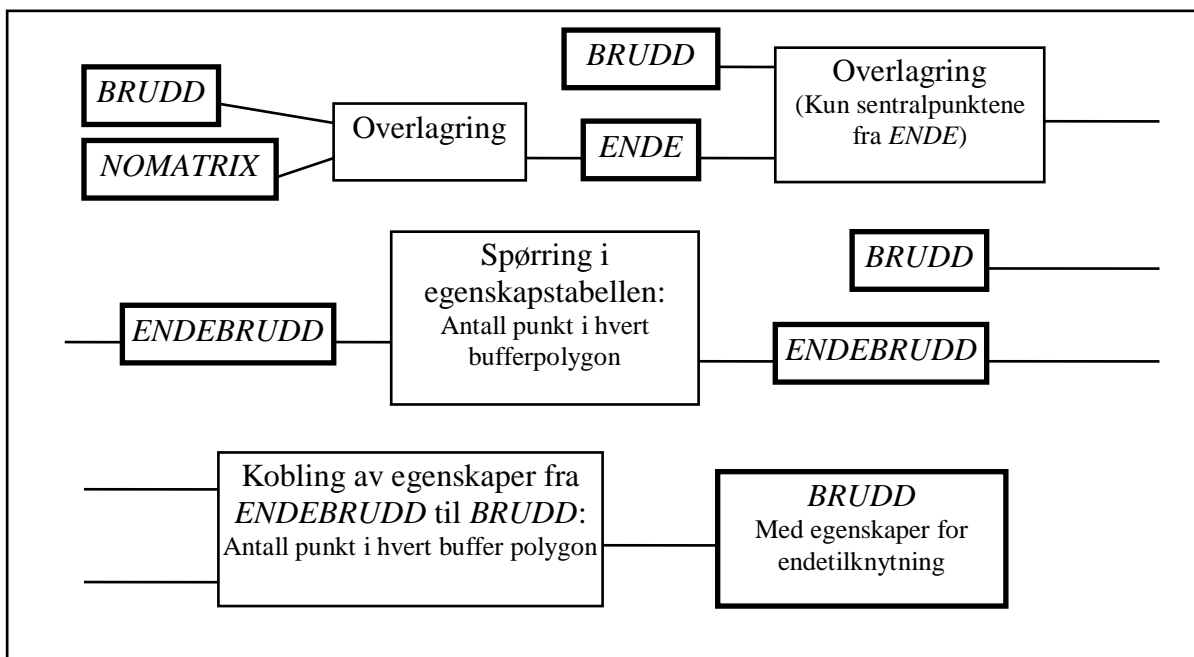 BRUDD
NOMATRIX
Overlagring
BRUDD
ENDE
Overlagring
(Kun sentralpunktene
fra ENDE)
ENDEBRUDD
Spørring i
egenskapstabellen:
Antall punkt i hvert
bufferpolygon
BRUDD
ENDEBRUDD
Kobling av egenskaper fra
ENDEBRUDD til BRUDD:
Antall punkt i hvert buffer polygon
BRUDD
Med egenskaper for
endetilknytning